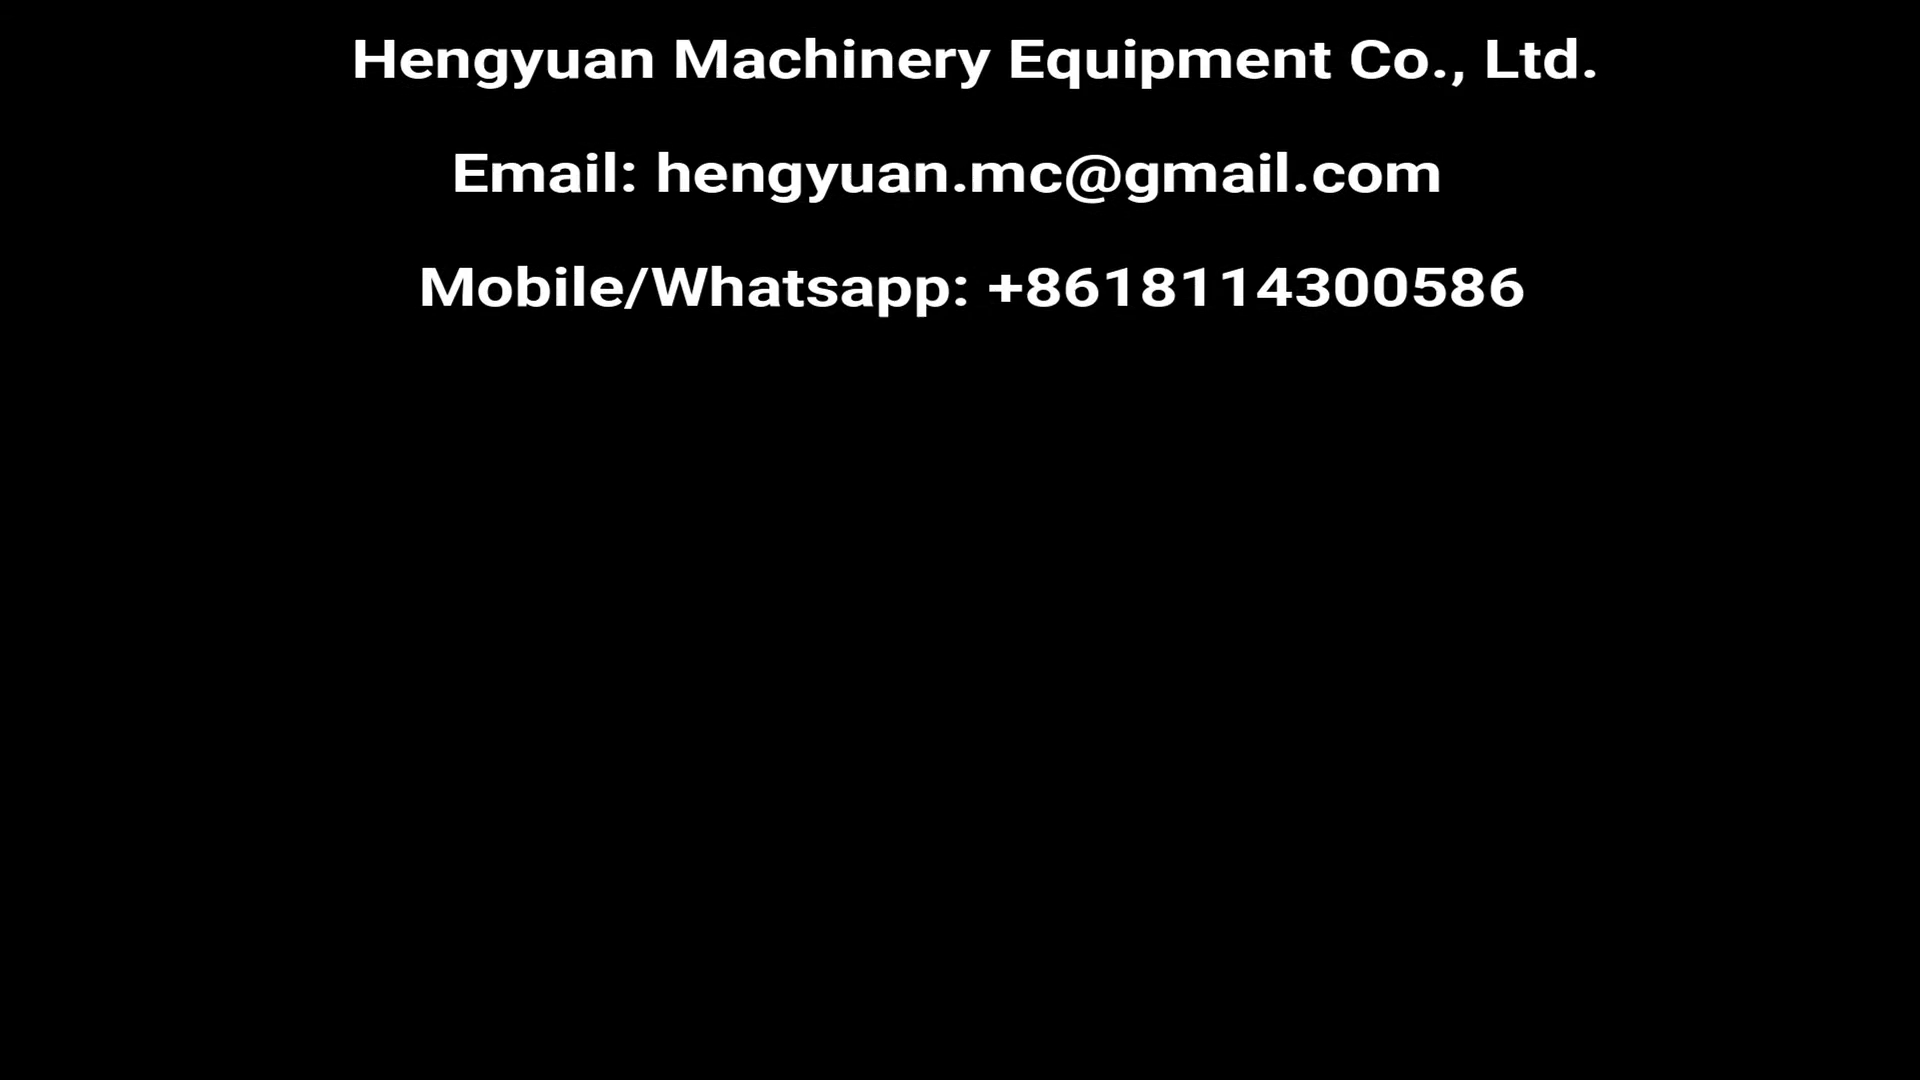 Hengyuan Machinery Equipment Co., Ltd.
Email: hengyuan.mc@gmail.com
Mobile/Whatsapp: +8618114300586